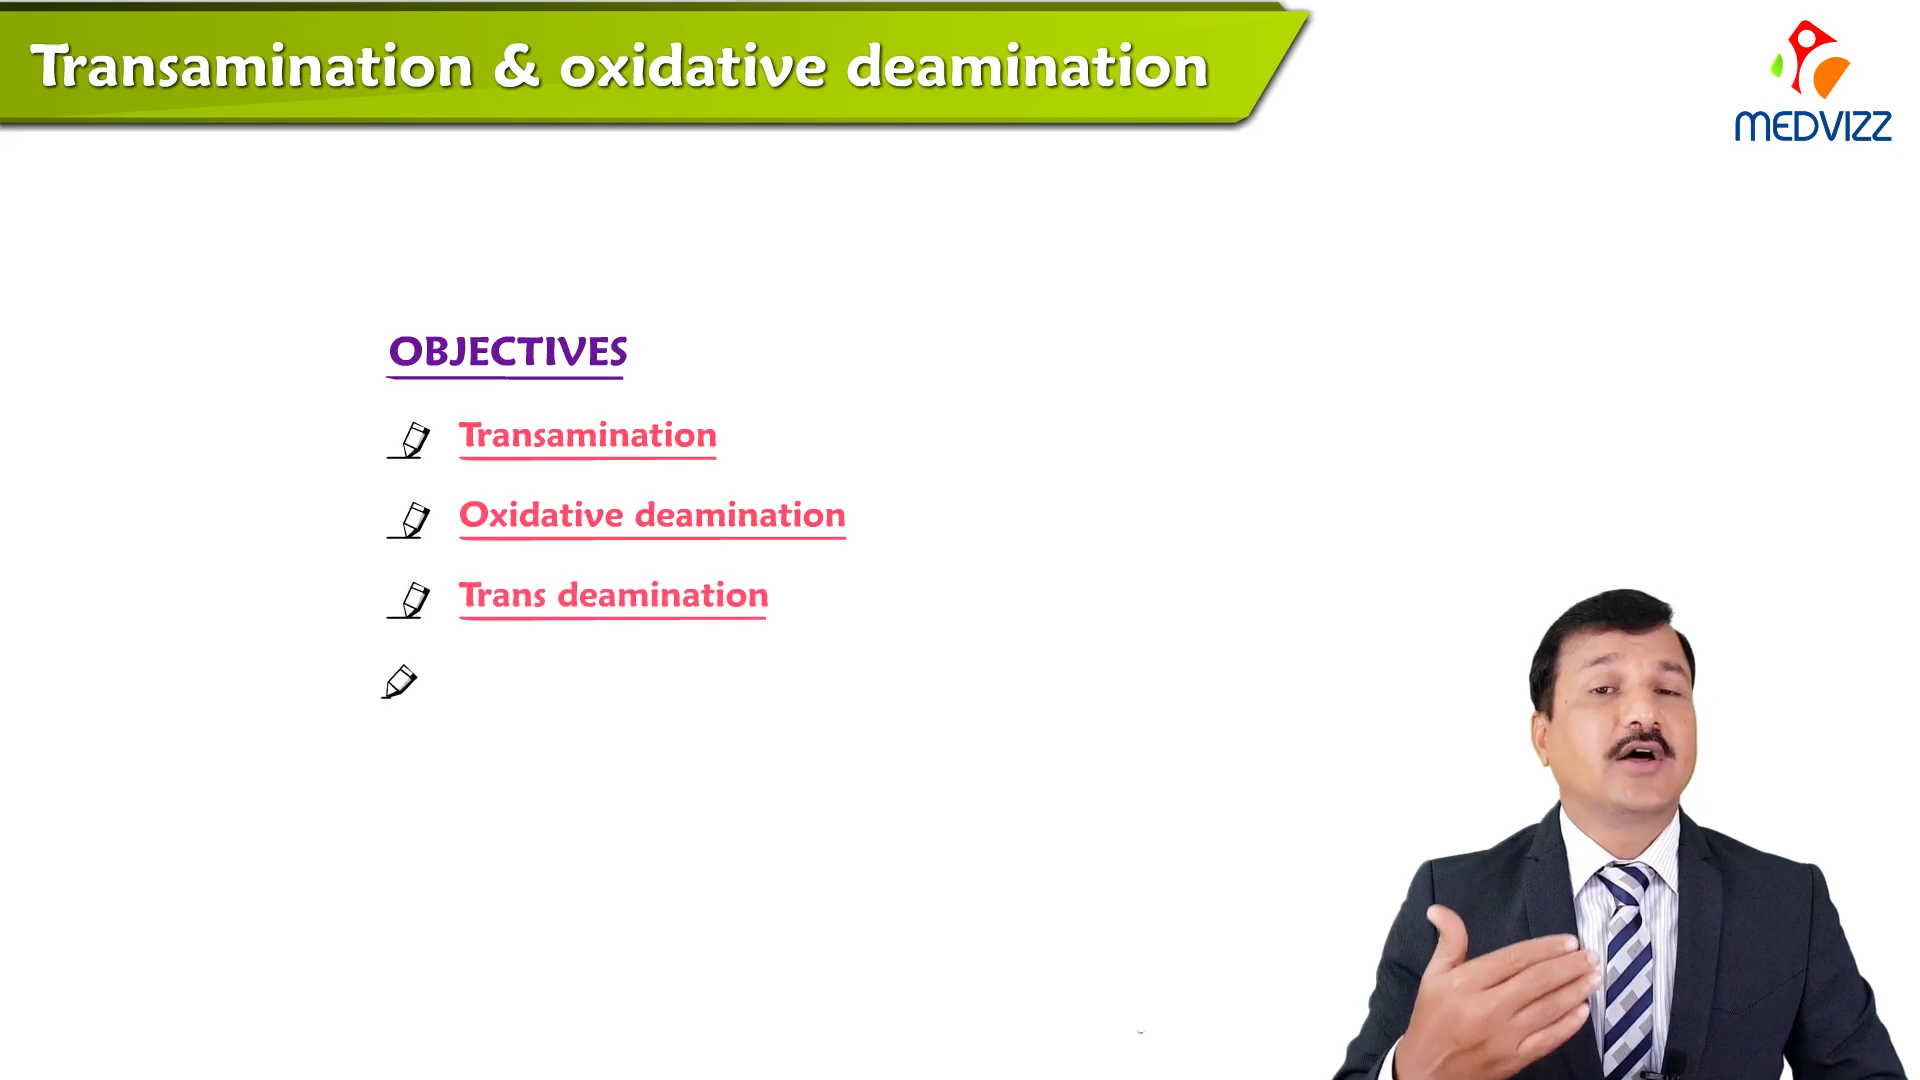 Transamination & oxidative deamination
MEDVIZZ
OBJECTIVES
Transamination
Oxidative deamination
Trans deamination